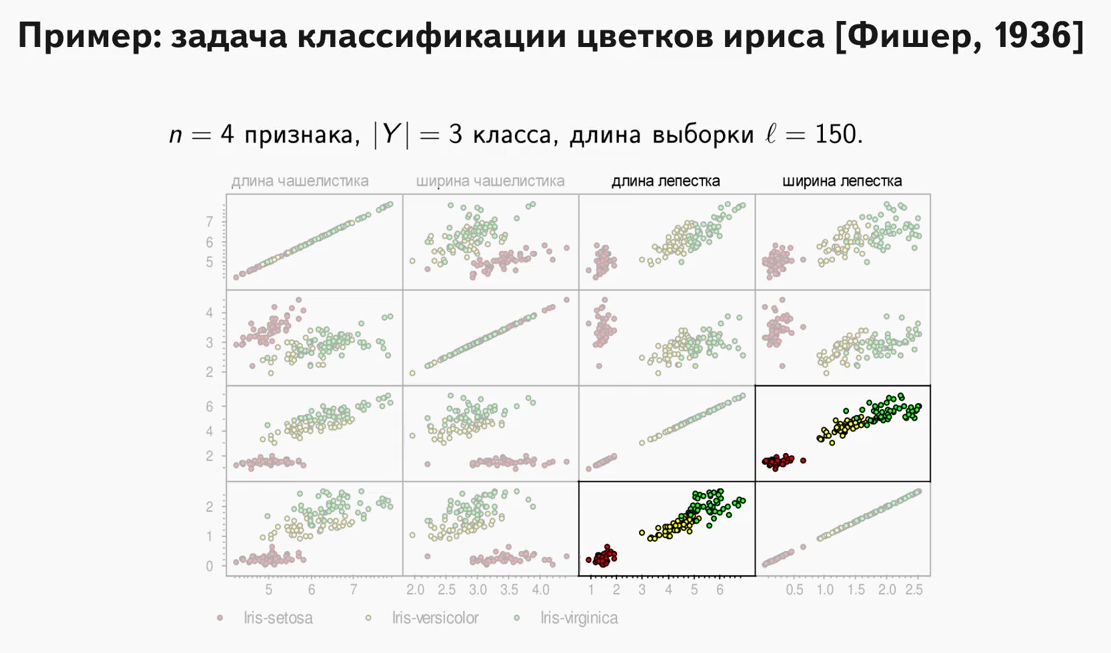 Пример: задача классификации цветков ириса [Фишер, 1936]
n = 4 признака, |Y| = 3 класса, длина выборки ℓ = 150.
длина чашелистика ширина чашелистика длина лепестка ширина лепестка
7
6
5
4
3
2
6
4
2
2
1
0
5 6 7 2.0 2.5 3.0 3.5 4.0 1 2 3 4 5 6 0.5 1.0 1.5 2.0 2.5
Iris-setosa Iris-versicolor Iris-virginica